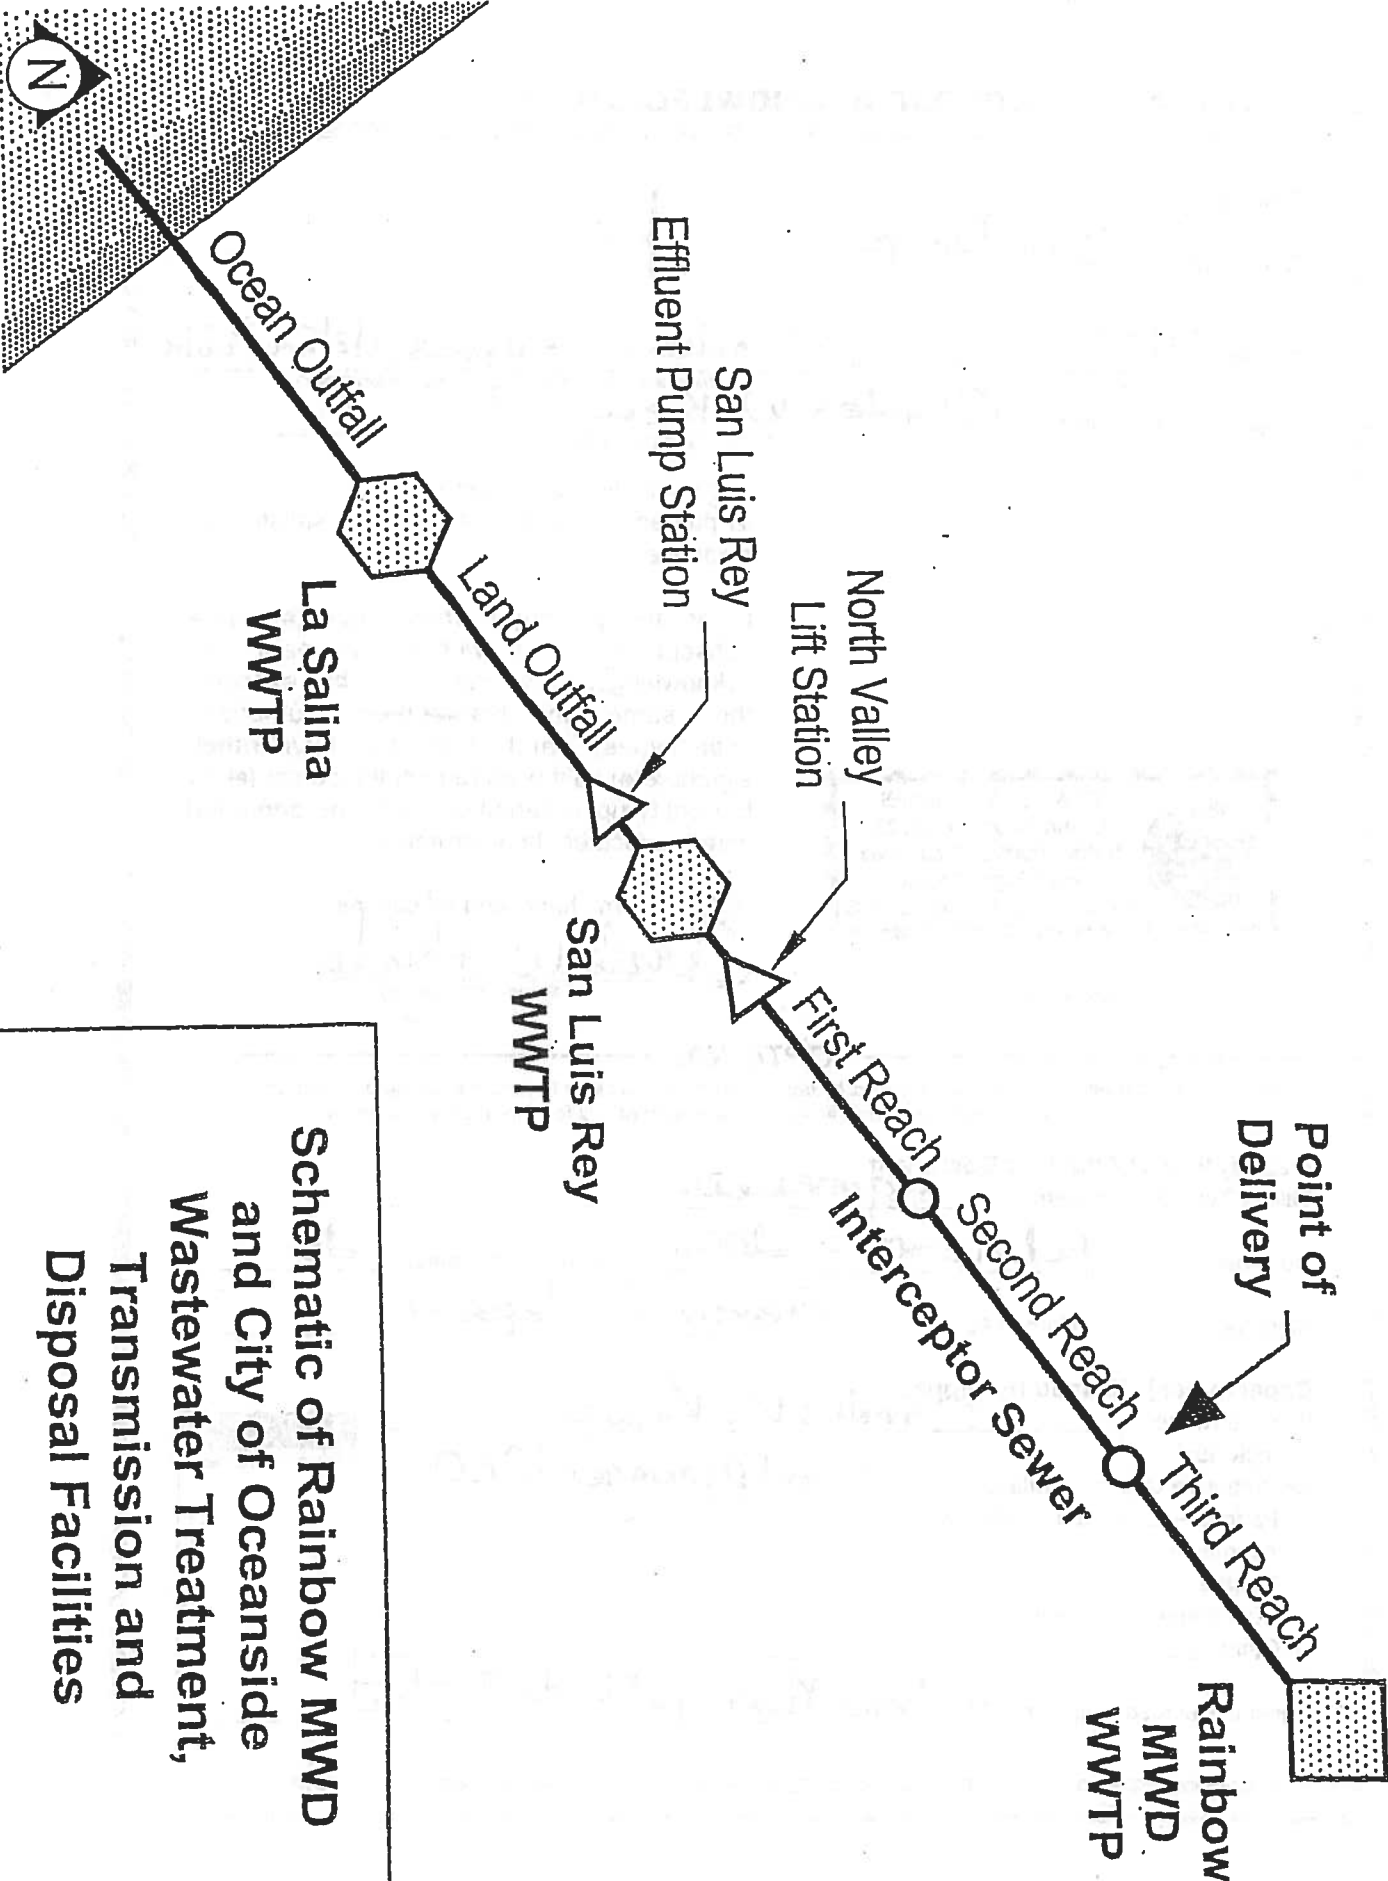 N
Ocean Outfall
San Luis Rey
Effluent Pump Station
La Salina
WWTP
Land Outfall
North Valley
Lift Station
San Luis Rey
WWTP
First Reach
Second Reach
Interceptor Sewer
Point of
Delivery
Third Reach
Rainbow
MWD
WWTP
Schematic of Rainbow MWD
and City of Oceanside
Wastewater Treatment,
Transmission and
Disposal Facilities